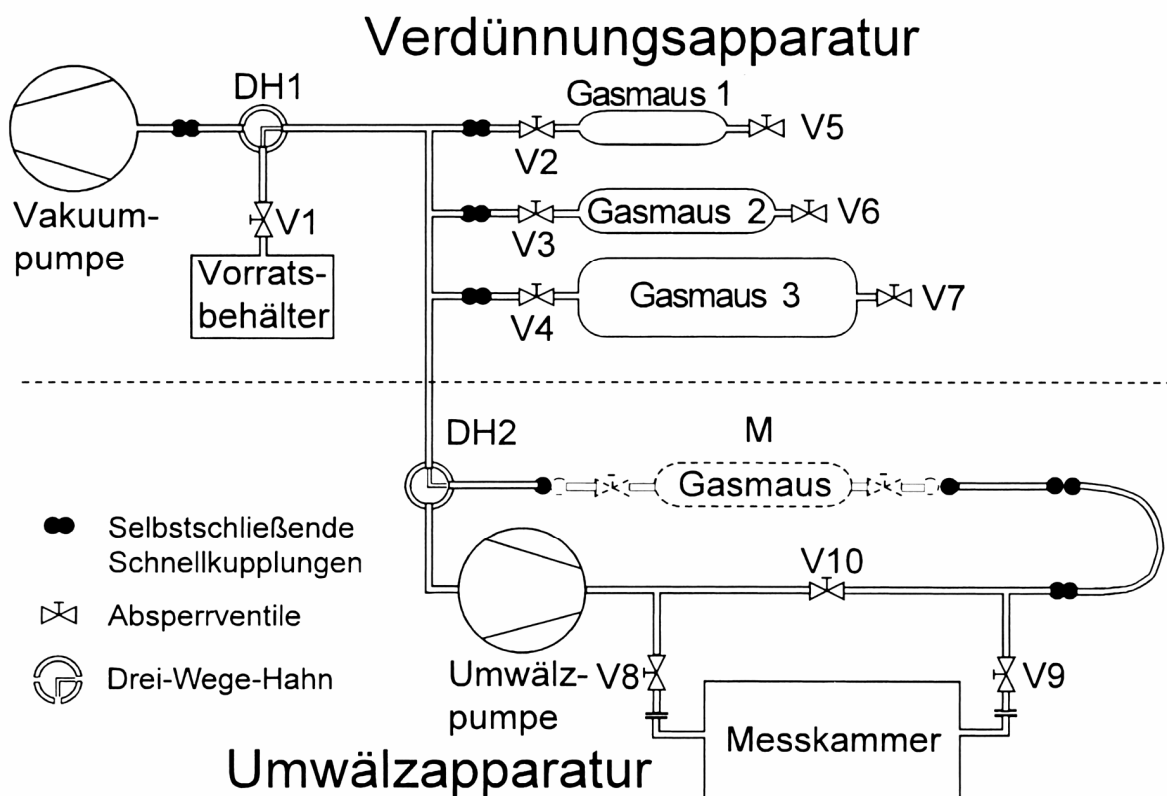 Verdünnungsapparatur
DH1
Gasmaus 1
V5
V2
Vakuum-
pumpe
V1
Gasmaus 2
V6
V3
Vorrats-
behälter
Gasmaus 3
V7
V4
DH2
M
Gasmaus
Selbstschließende
Schnellkupplungen
V10
Absperrventile
Drei-Wege-Hahn
Umwälz-
pumpe
V8
V9
Messkammer
Umwälzapparatur